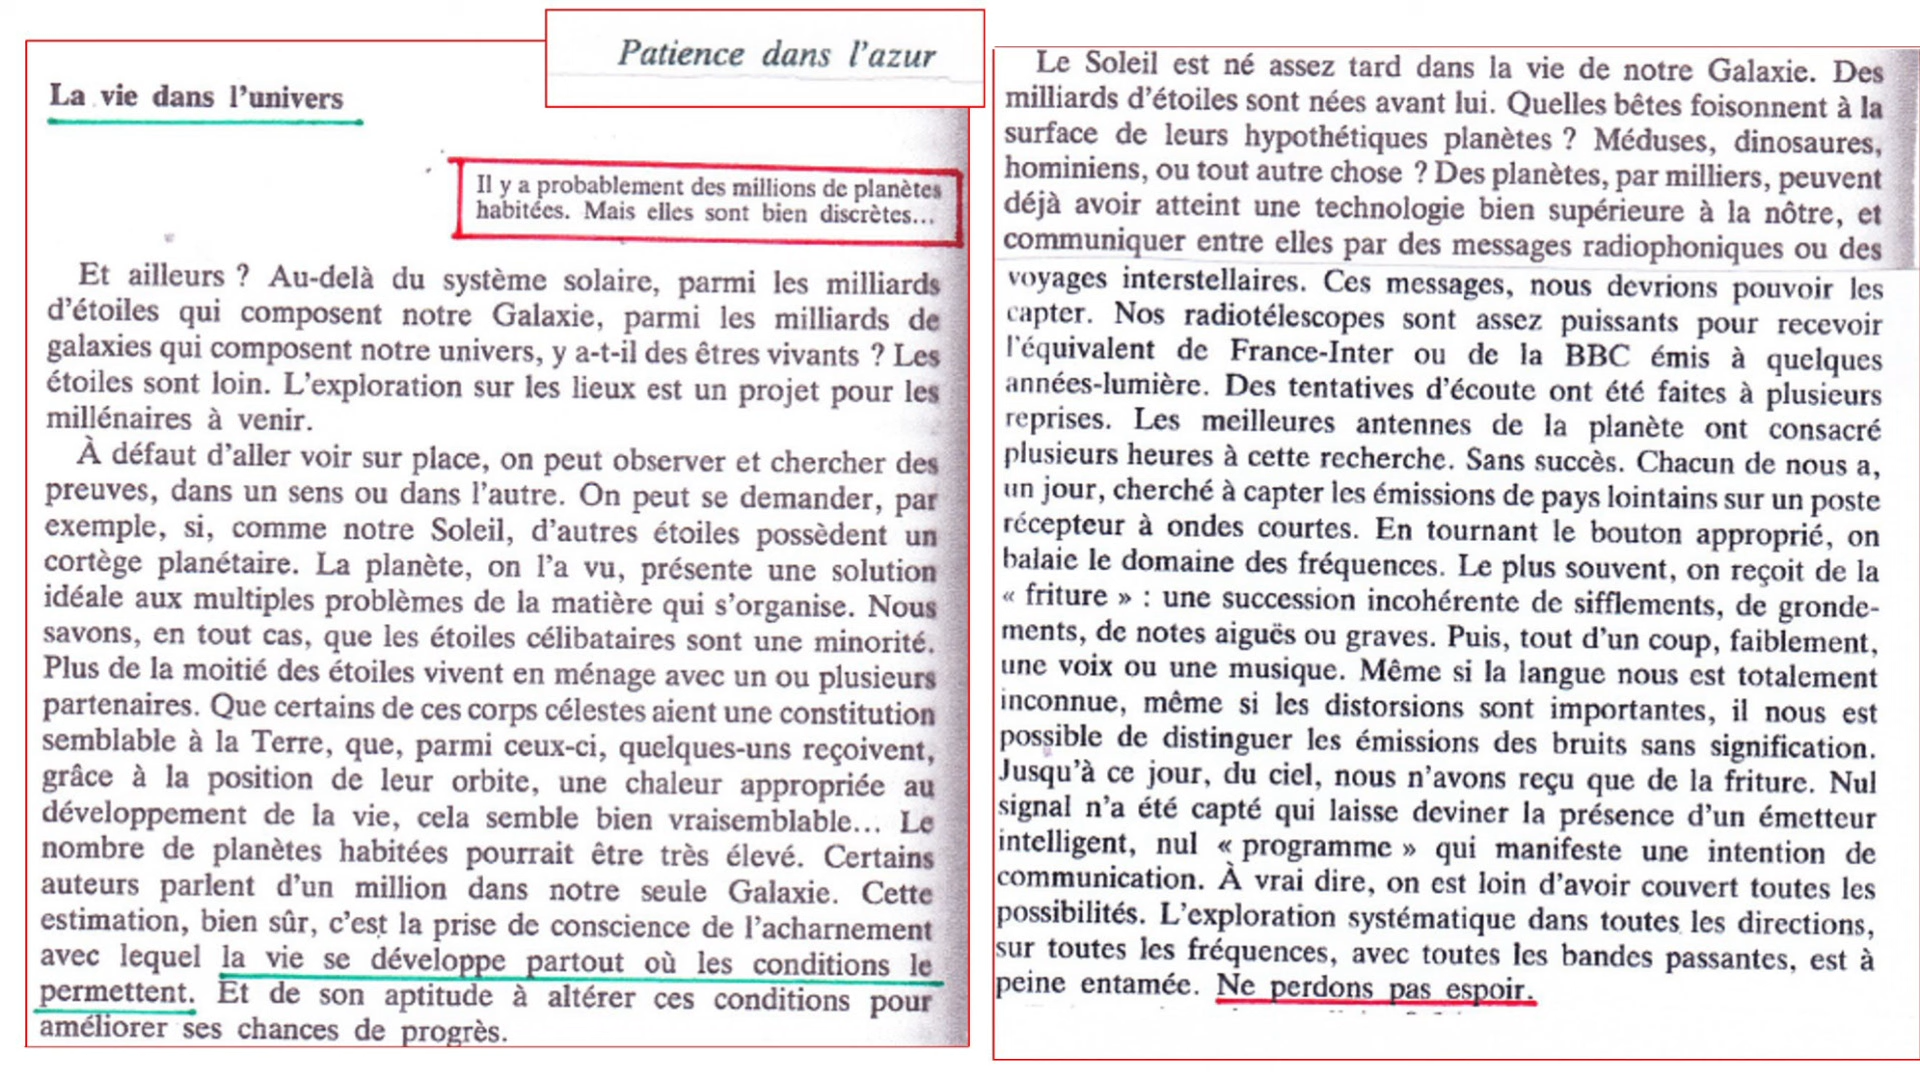 Patience dans l'azur
La vie dans l'univers
Il y a probablement des millions de planètes
habitées. Mais elles sont bien discrètes...
Et ailleurs ? Au-delà du système solaire, parmi les milliards
d'étoiles qui composent notre Galaxie, parmi les milliards de
galaxies qui composent notre univers, y a-t-il des êtres vivants ? Les
étoiles sont loin. L'exploration sur les lieux est un projet pour les
millénaires à venir.
À défaut d'aller voir sur place, on peut observer et chercher des
preuves, dans un sens ou dans l'autre. On peut se demander, par
exemple, si, comme notre Soleil, d'autres étoiles possèdent un
cortège planétaire. La planète, on l'a vu, présente une solution
idéale aux multiples problèmes de la matière qui s'organise. Nous
savons, en tout cas, que les étoiles célibataires sont une minorité.
Plus de la moitié des étoiles vivent en ménage avec un ou plusieurs
partenaires. Que certains de ces corps célestes aient une constitution
semblable à la Terre, que, parmi ceux-ci, quelques-uns reçoivent,
grâce à la position de leur orbite, une chaleur appropriée au
développement de la vie, cela semble bien vraisemblable... Le
nombre de planètes habitées pourrait être très élevé. Certains
auteurs parlent d'un million dans notre seule Galaxie. Cette
estimation, bien sûr, c'est la prise de conscience de l'acharnement
avec lequel la vie se développe partout où les conditions le
permettent. Et de son aptitude à altérer ces conditions pour
améliorer ses chances de progrès.
Le Soleil est né assez tard dans la vie de notre Galaxie. Des
milliards d'étoiles sont nées avant lui. Quelles bêtes foisonnent à la
surface de leurs hypothétiques planètes ? Méduses, dinosaures,
hominiens, ou tout autre chose ? Des planètes, par milliers, peuvent
déjà avoir atteint une technologie bien supérieure à la nôtre, et
communiquer entre elles par des messages radiophoniques ou des
voyages interstellaires. Ces messages, nous devrions pouvoir les
capter. Nos radiotélescopes sont assez puissants pour recevoir
l'équivalent de France-Inter ou de la BBC émis à quelques
années-lumière. Des tentatives d'écoute ont été faites à plusieurs
reprises. Les meilleures antennes de la planète ont consacré
plusieurs heures à cette recherche. Sans succès. Chacun de nous a,
un jour, cherché à capter les émissions de pays lointains sur un poste
récepteur à ondes courtes. En tournant le bouton approprié, on
balaie le domaine des fréquences. Le plus souvent, on reçoit de la
« friture » : une succession incohérente de sifflements, de gronde-
ments, de notes aiguës ou graves. Puis, tout d'un coup, faiblement,
une voix ou une musique. Même si la langue nous est totalement
inconnue, même si les distorsions sont importantes, il nous est
possible de distinguer les émissions des bruits sans signification.
Jusqu'à ce jour, du ciel, nous n'avons reçu que de la friture. Nul
signal n'a été capté qui laisse deviner la présence d'un émetteur
intelligent, nul « programme » qui manifeste une intention de
communication. À vrai dire, on est loin d'avoir couvert toutes les
possibilités. L'exploration systématique dans toutes les directions,
sur toutes les fréquences, avec toutes les bandes passantes, est à
peine entamée. Ne perdons pas espoir.